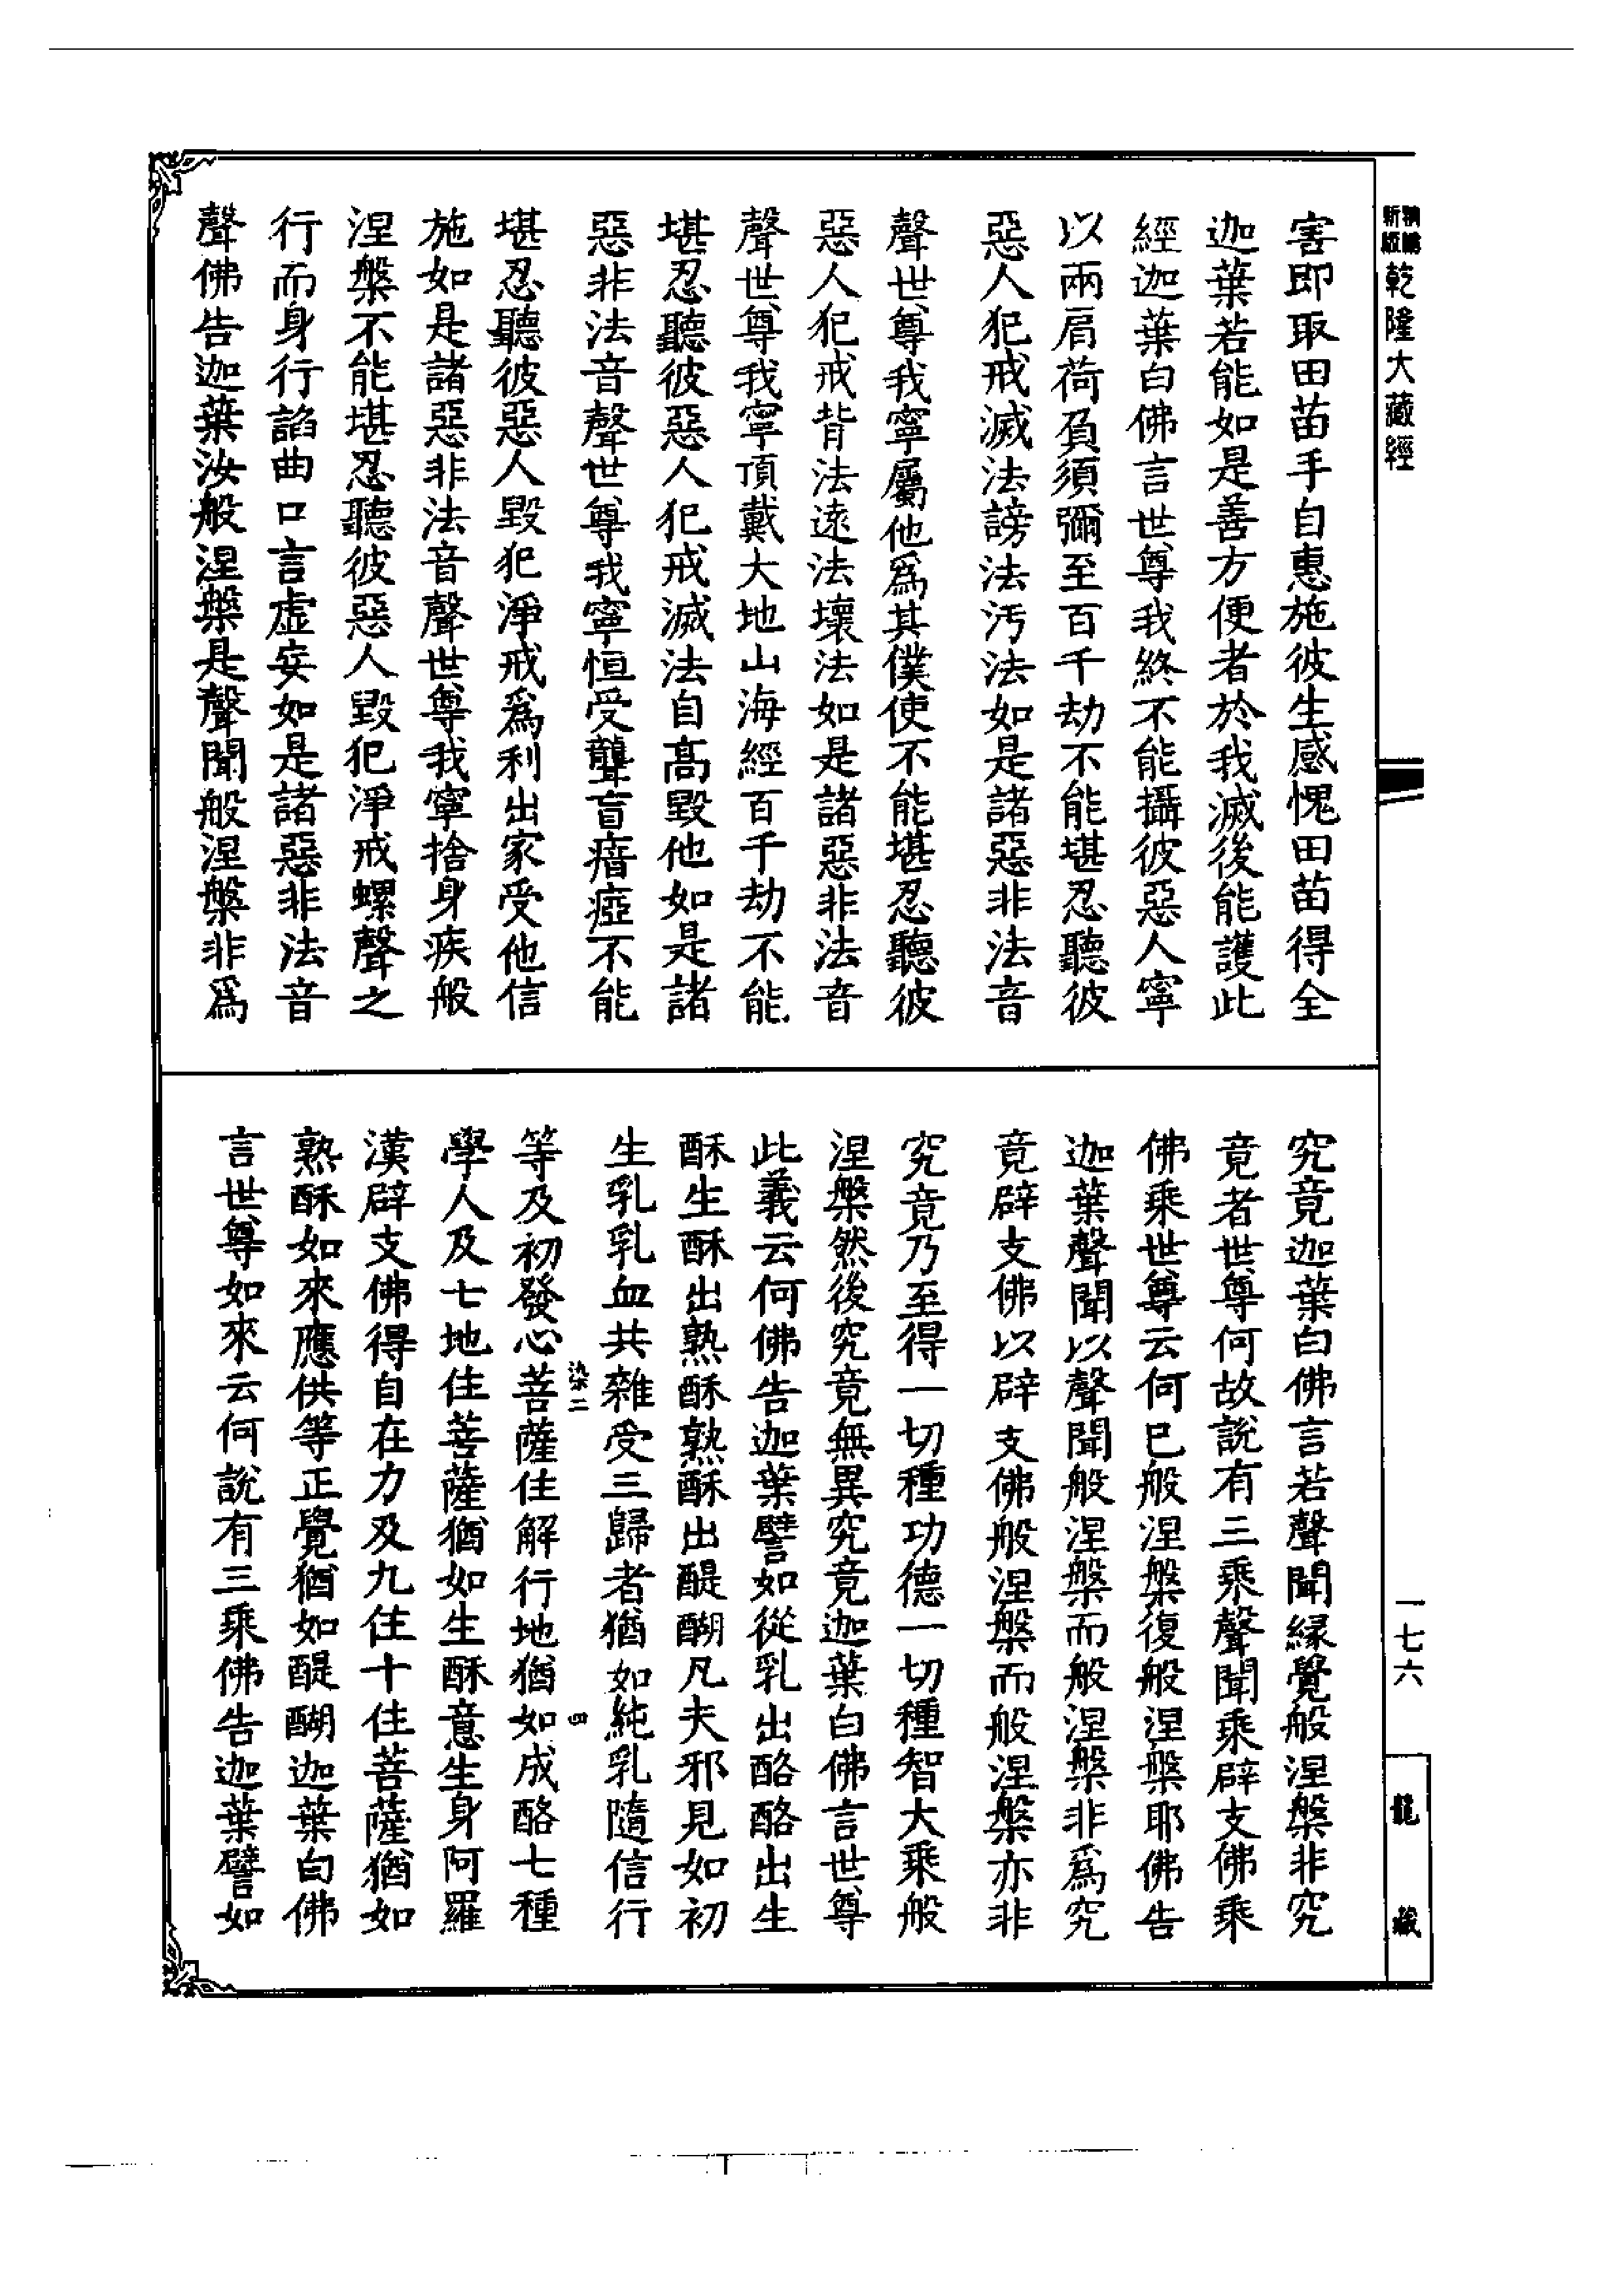 精繕新版乾隆大藏經
害即取田苗手自惠施彼生感愧田苗得全
迦葉若能如是善方便者於我滅後能護此
經迦葉白佛言世尊我終不能攝彼惡人寧
以兩肩荷負須彌至百千劫不能堪忍聽彼
惡人犯戒滅法謗法汚法如是諸惡非法音
聲世尊我寧屬他爲其僕使不能堪忍聽彼
惡人犯戒背法遠法壞法如是諸惡非法音
聲世尊我寧頂戴大地山海經百千劫不能
堪忍聽彼惡人犯戒滅法自高毀他如是諸
惡非法音聲世尊我寧恒受聾盲瘖瘂不能
堪忍聽彼惡人毀犯淨戒爲利出家受他信
施如是諸惡非法音聲世尊我寧捨身疾般
涅槃不能堪忍聽彼惡人毀犯淨戒螺聲之
行而身行諂曲口言虛妄如是諸惡非法音
聲佛告迦葉汝般涅槃是聲聞般涅槃非爲
究竟迦葉白佛言若聲聞緣覺般涅槃非究
竟者世尊何故說有三乘聲聞乘辟支佛乘
佛乘世尊云何已般涅槃復般涅槃耶佛告
迦葉聲聞以聲聞般涅槃而般涅槃非爲究
竟辟支佛以辟支佛般涅槃而般涅槃亦非
究竟乃至得一切種功德一切種智大乘般
涅槃然後究竟無異究竟迦葉白佛言世尊
此義云何佛告迦葉譬如從乳出酪酪出生
酥生酥出熟酥熟酥出醍醐凡夫邪見如初
生乳乳血共雜受三歸者猶如純乳隨信行
染二 四
等及初發心菩薩住解行地猶如成酪七種
學人及七地住菩薩猶如生酥意生身阿羅
漢辟支佛得自在力及九住十住菩薩猶如
熟酥如來應供等正覺猶如醍醐迦葉白佛
言世尊如來云何說有三乘佛告迦葉譬如
一七六
龍藏